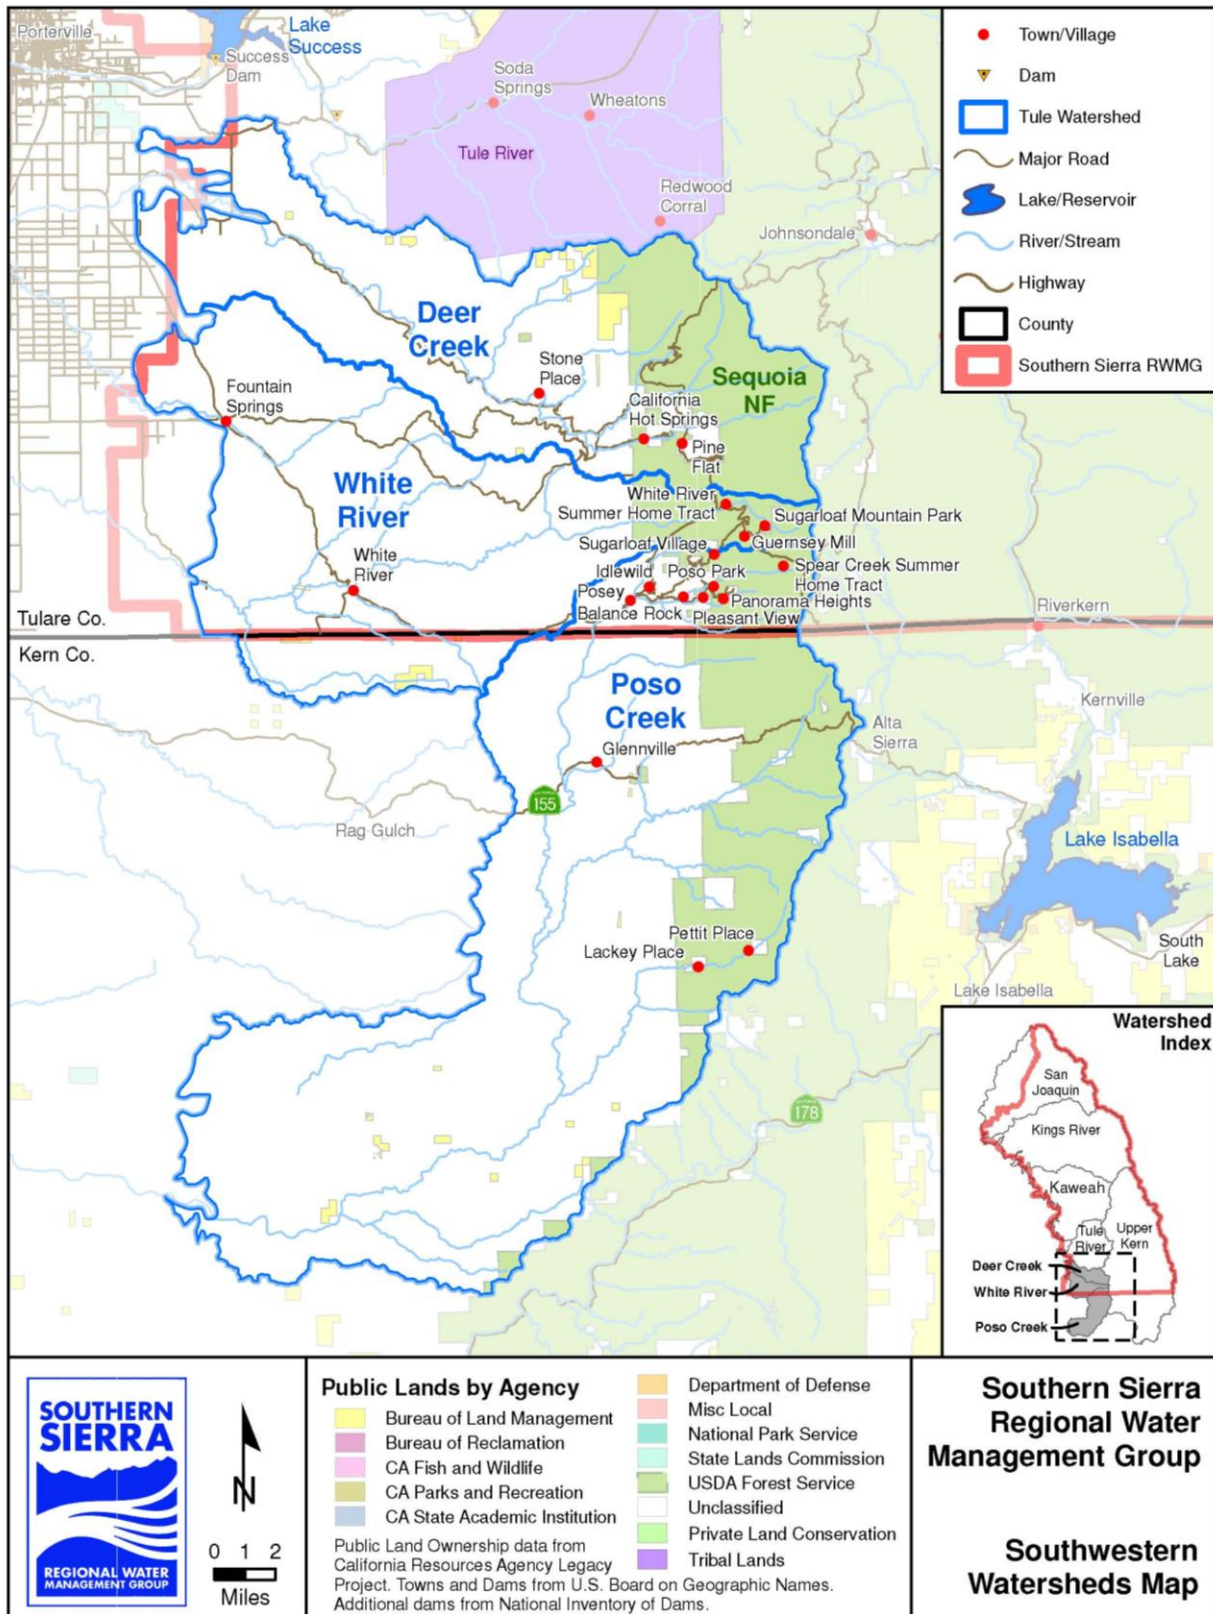 Porterville
Lake
Success
Success
Dam
Soda
Springs
Wheatons
Tule River
Redwood
Corral
Johnsondale
Town/Village
Dam
Tule Watershed
Major Road
Lake/Reservoir
River/Stream
Highway
County
Southern Sierra RWMG
Deer
Creek
Stone
Place
Sequoia
NF
Fountain
Springs
California
Hot Springs
Pine
Flat
White
River
White River
Summer Home Tract
Sugarloaf Mountain Park
Sugarloaf Village
Guernsey Mill
White
River
Idlewild
Poso Park
Spear Creek Summer
Home Tract
Posey
Panorama Heights
Balance Rock
Pleasant View
Riverkern
Tulare Co.
Kern Co.
Poso
Creek
Kernville
Alta
Sierra
Glennville
155
Rag Gulch
Lake Isabella
Pettit Place
Lackey Place
South
Lake
Lake Isabella
178
Watershed
Index
San
Joaquin
Kings River
Kaweah
Tule
River
Upper
Kern
Deer Creek
White River
Poso Creek
SOUTHERN
SIERRA
REGIONAL WATER
MANAGEMENT GROUP
N
0 1 2
Miles
Public Lands by Agency
Bureau of Land Management
Bureau of Reclamation
CA Fish and Wildlife
CA Parks and Recreation
CA State Academic Institution
Department of Defense
Misc Local
National Park Service
State Lands Commission
USDA Forest Service
Unclassified
Private Land Conservation
Tribal Lands
Public Land Ownership data from
California Resources Agency Legacy
Project. Towns and Dams from U.S. Board on Geographic Names.
Additional dams from National Inventory of Dams.
Southern Sierra
Regional Water
Management Group
Southwestern
Watersheds Map